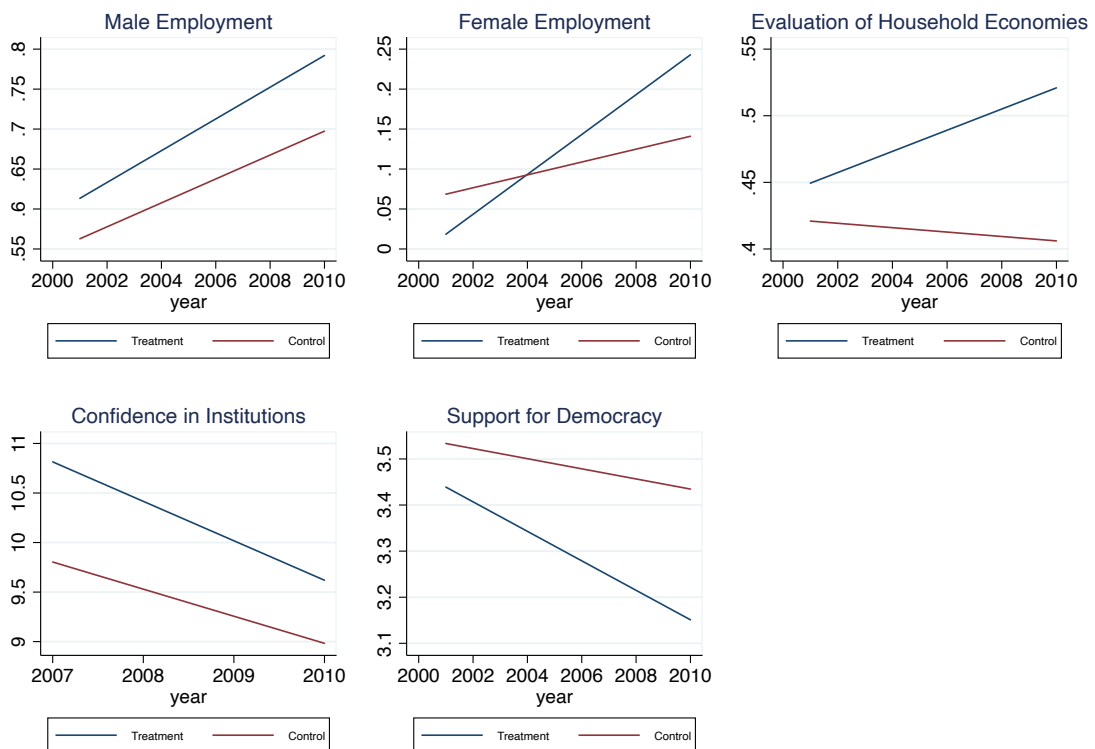 Male Employment
.8
.75
.7
.65
.6
.55
2000 2002 2004 2006 2008 2010
year
Treatment Control
Female Employment
.25
.2
.15
.1
.05
0
2000 2002 2004 2006 2008 2010
year
Treatment Control
Evaluation of Household Economies
.55
.5
.45
.4
2000 2002 2004 2006 2008 2010
year
Treatment Control
Confidence in Institutions
11
10.5
10
9.5
9
2007 2008 2009 2010
year
Treatment Control
Support for Democracy
3.5
3.4
3.3
3.2
3.1
2000 2002 2004 2006 2008 2010
year
Treatment Control